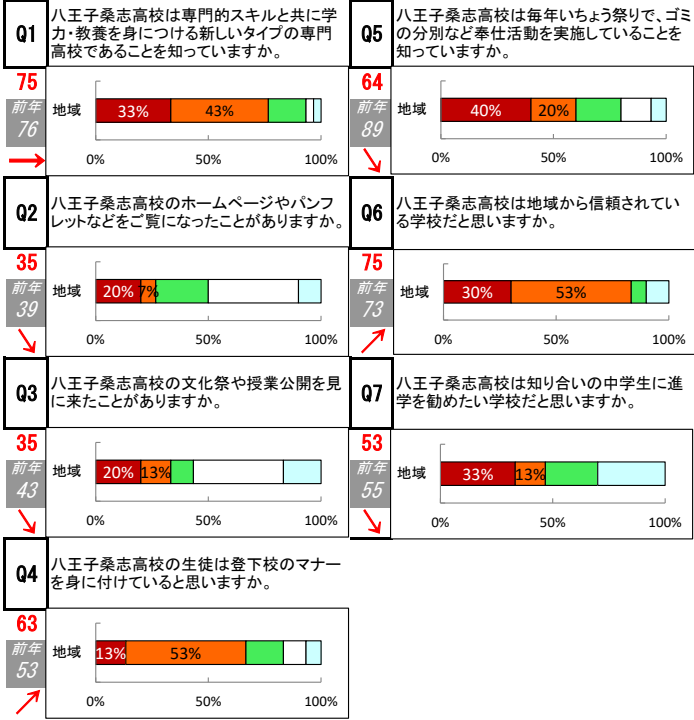 Q1
八王子桑志高校は専門的スキルと共に学
力・教養を身につける新しいタイプの専門
高校であることを知っていますか。
75
前年
76
地域
33%
43%
0%
50%
100%
Q2
八王子桑志高校のホームページやパンフ
レットなどをご覧になったことがありますか。
35
前年
39
地域
20%
7%
0%
50%
100%
Q3
八王子桑志高校の文化祭や授業公開を見
に来たことがありますか。
35
前年
43
地域
20%
13%
0%
50%
100%
Q4
八王子桑志高校の生徒は登下校のマナー
を身に付けていると思いますか。
63
前年
53
地域
13%
53%
0%
50%
100%
Q5
八王子桑志高校は毎年いちょう祭りで、ゴミ
の分別など奉仕活動を実施していることを
知っていますか。
64
前年
89
地域
40%
20%
0%
50%
100%
Q6
八王子桑志高校は地域から信頼されてい
る学校だと思いますか。
75
前年
73
地域
30%
53%
0%
50%
100%
Q7
八王子桑志高校は知り合いの中学生に進
学を勧めたい学校だと思いますか。
53
前年
55
地域
33%
13%
0%
50%
100%